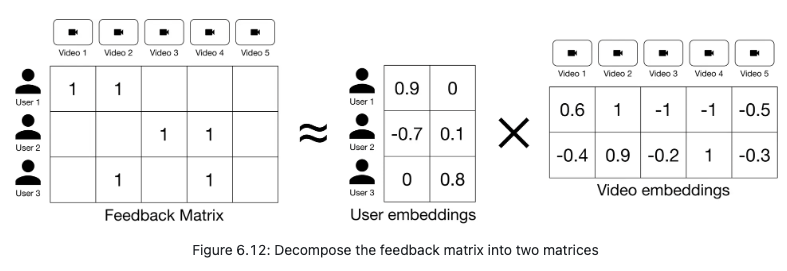 Video 1 Video 2 Video 3 Video 4 Video 5
Video 1 Video 2 Video 3 Video 4 Video 5
User 1 1 1
User 1 0.9 0
0.6 1 -1 -1 -0.5
User 2 1 1
≈
User 2 -0.7 0.1
×
-0.4 0.9 -0.2 1 -0.3
User 3 1 1
User 3 0 0.8
Video embeddings
Feedback Matrix
User embeddings
Figure 6.12: Decompose the feedback matrix into two matrices